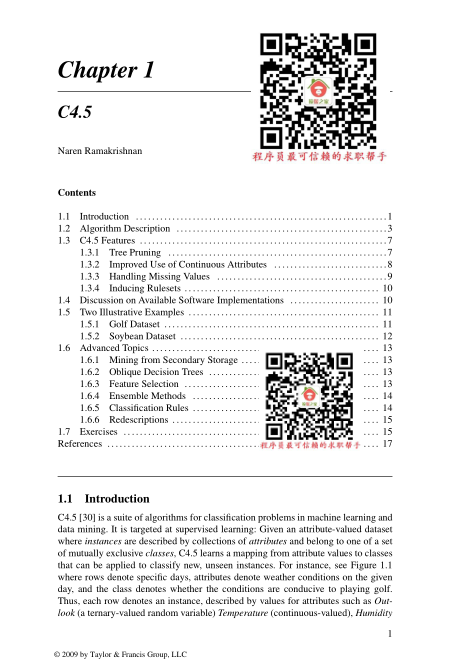 Chapter 1
C4.5
Naren Ramakrishnan
程序员最可信赖的求职帮手
Contents
1.1 Introduction ..............................................................1
1.2 Algorithm Description ....................................................3
1.3 C4.5 Features .............................................................7
1.3.1 Tree Pruning ........................................................7
1.3.2 Improved Use of Continuous Attributes ............................8
1.3.3 Handling Missing Values ...........................................9
1.3.4 Inducing Rulesets ................................................. 10
1.4 Discussion on Available Software Implementations ...................... 10
1.5 Two Illustrative Examples ................................................ 11
1.5.1 Golf Dataset ...................................................... 11
1.5.2 Soybean Dataset .................................................. 12
1.6 Advanced Topics .......................... .... 13
1.6.1 Mining from Secondary Storage .... .... 13
1.6.2 Oblique Decision Trees ............ .... 13
1.6.3 Feature Selection .................. .... 13
1.6.4 Ensemble Methods ................ .... 14
1.6.5 Classification Rules ................ .... 14
1.6.6 Redescriptions ..................... .... 15
1.7 Exercises ................................. .... 15
References ..................................... .... 17
程序员最可信赖的求职帮手
1.1 Introduction
C4.5 [30] is a suite of algorithms for classification problems in machine learning and
data mining. It is targeted at supervised learning: Given an attribute-valued dataset
where instances are described by collections of attributes and belong to one of a set
of mutually exclusive classes, C4.5 learns a mapping from attribute values to classes
that can be applied to classify new, unseen instances. For instance, see Figure 1.1
where rows denote specific days, attributes denote weather conditions on the given
day, and the class denotes whether the conditions are conducive to playing golf.
Thus, each row denotes an instance, described by values for attributes such as Out-
look (a ternary-valued random variable) Temperature (continuous-valued), Humidity
1
© 2009 by Taylor & Francis Group, LLC